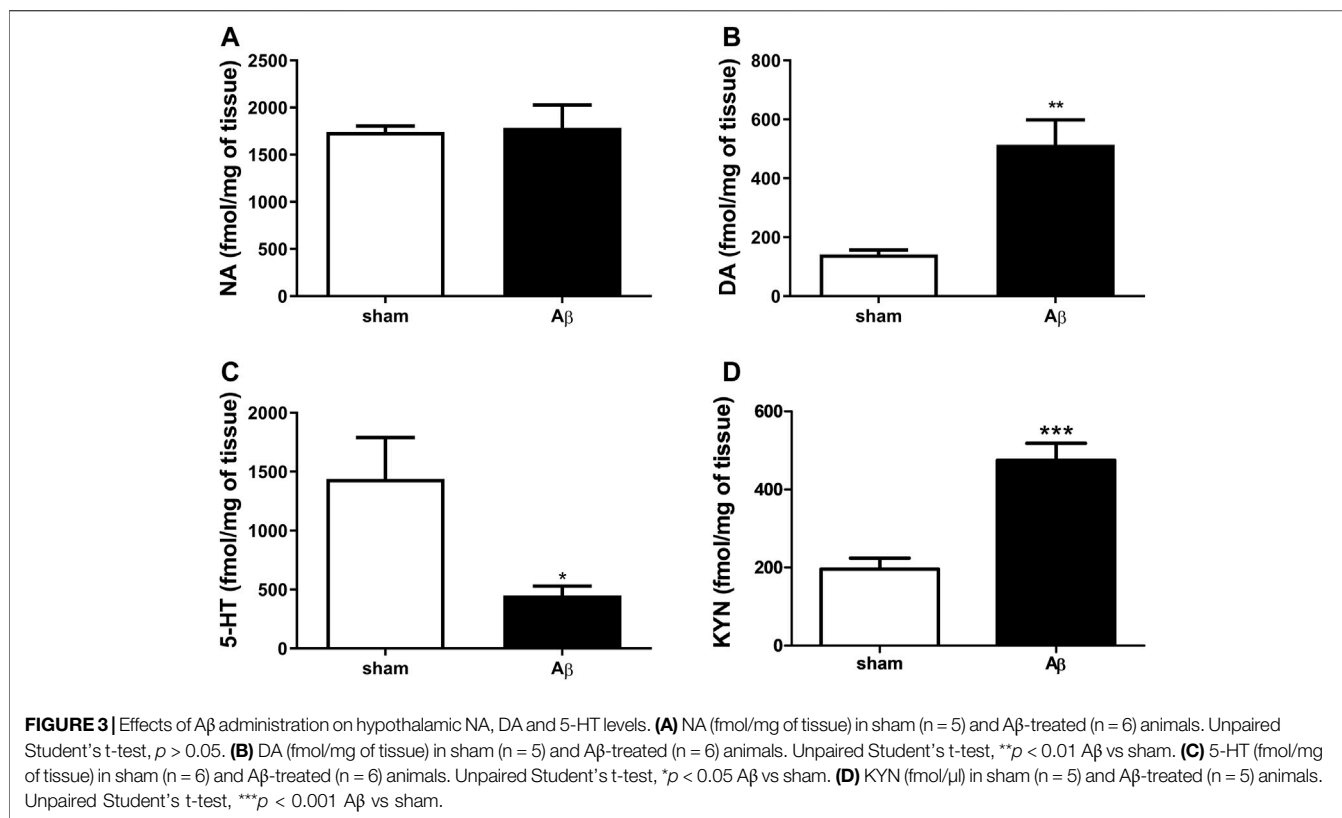 A
NA (fmol/mg of tissue)
2500
2000
1500
1000
500
0
sham
Aβ
B
DA (fmol/mg of tissue)
800
600
400
200
0
**
sham
Aβ
C
5-HT (fmol/mg of tissue)
2000
1500
1000
500
0
*
sham
Aβ
D
KYN (fmol/mg of tissue)
600
400
200
0
***
sham
Aβ
FIGURE 3 | Effects of Aβ administration on hypothalamic NA, DA and 5-HT levels. (A) NA (fmol/mg of tissue) in sham (n = 5) and Aβ-treated (n = 6) animals. Unpaired
Student's t-test, p > 0.05. (B) DA (fmol/mg of tissue) in sham (n = 5) and Aβ-treated (n = 6) animals. Unpaired Student's t-test, **p < 0.01 Aβ vs sham. (C) 5-HT (fmol/mg
of tissue) in sham (n = 6) and Aβ-treated (n = 6) animals. Unpaired Student's t-test, *p < 0.05 Aβ vs sham. (D) KYN (fmol/μl) in sham (n = 5) and Aβ-treated (n = 5) animals.
Unpaired Student's t-test, ***p < 0.001 Aβ vs sham.